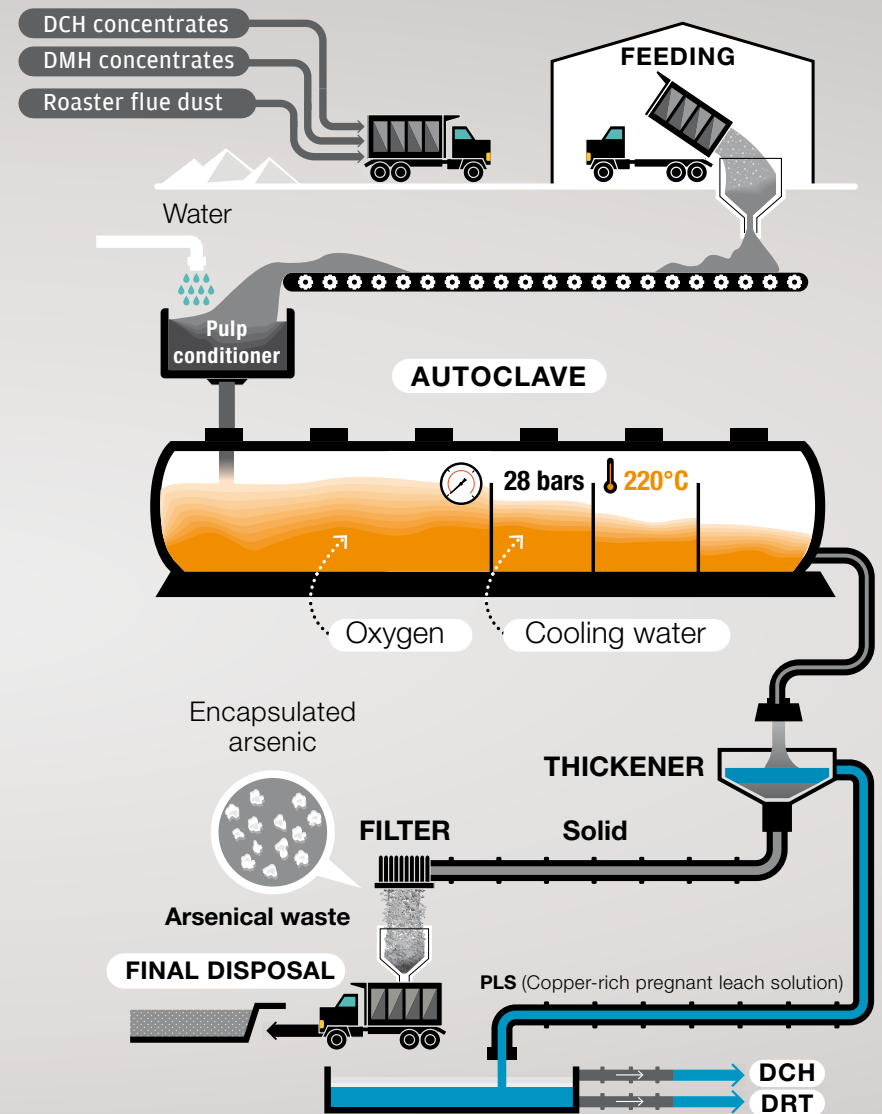 DCH concentrates
DMH concentrates
Roaster flue dust
FEEDING
Water
Pulp
conditioner
AUTOCLAVE
28 bars
220°C
Oxygen
Cooling water
Encapsulated
arsenic
THICKENER
FILTER
Solid
Arsenical waste
FINAL DISPOSAL
PLS (Copper-rich pregnant leach solution)
DCH
DRT